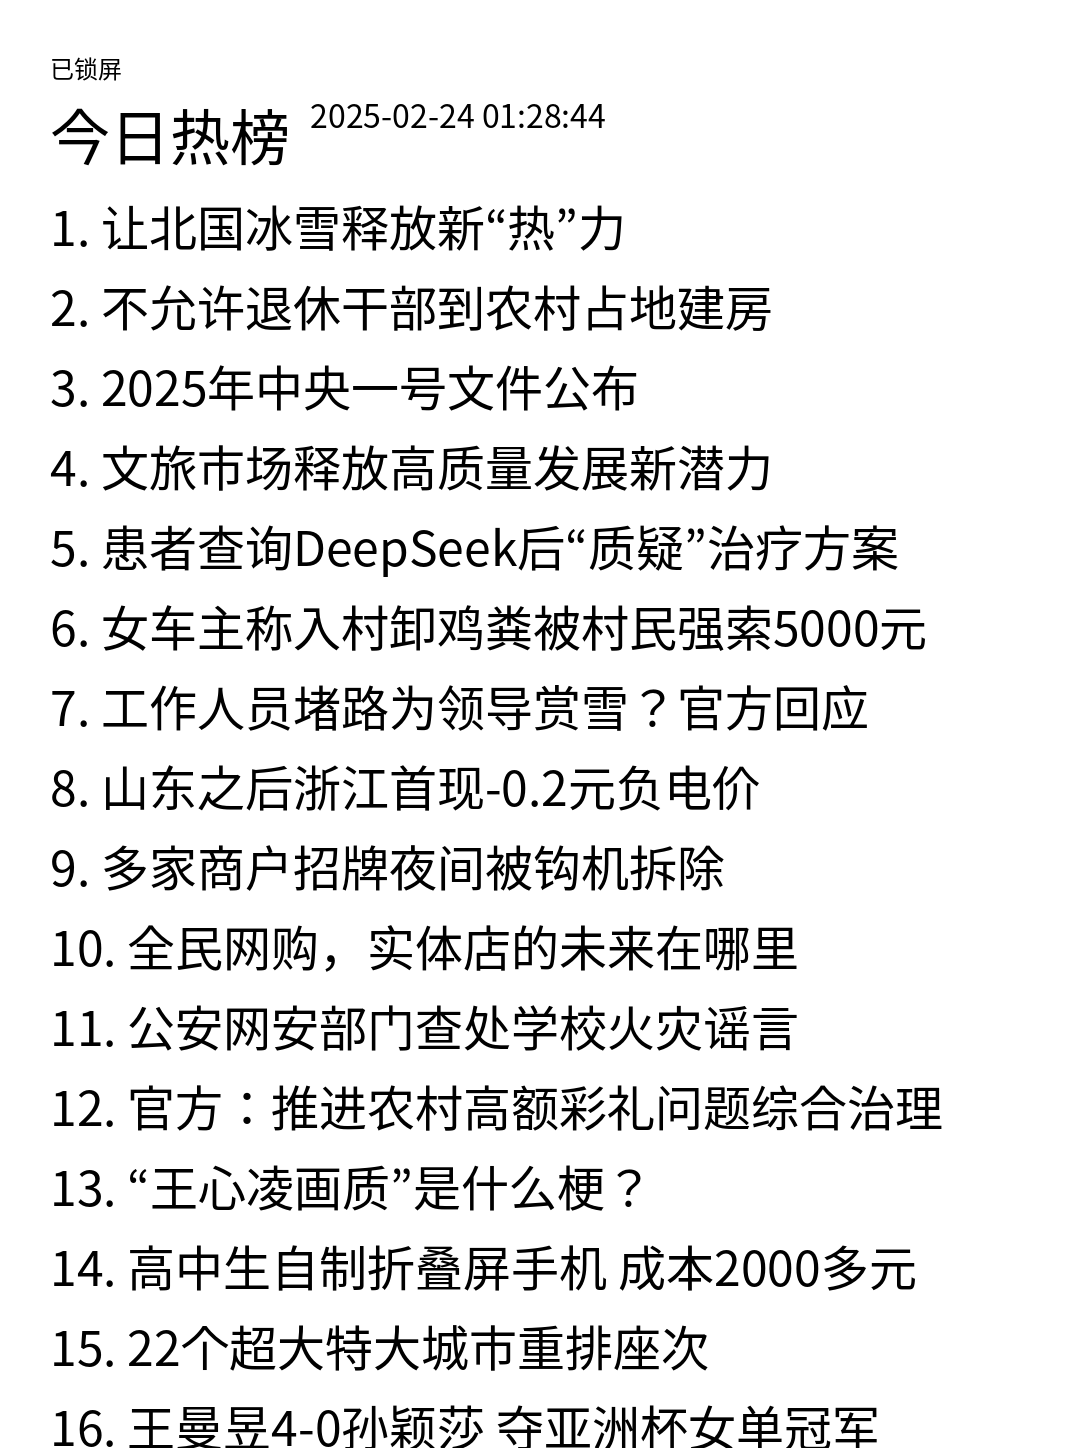 已锁屏
今日热榜 2025-02-24 01:28:44
1. 让北国冰雪释放新“热”力
2. 不允许退休干部到农村占地建房
3. 2025年中央一号文件公布
4. 文旅市场释放高质量发展新潜力
5. 患者查询DeepSeek后“质疑”治疗方案
6. 女车主称入村卸鸡粪被村民强索5000元
7. 工作人员堵路为领导赏雪？官方回应
8. 山东之后浙江首现-0.2元负电价
9. 多家商户招牌夜间被钩机拆除
10. 全民网购，实体店的未来在哪里
11. 公安网安部门查处学校火灾谣言
12. 官方：推进农村高额彩礼问题综合治理
13. “王心凌画质”是什么梗？
14. 高中生自制折叠屏手机 成本2000多元
15. 22个超大特大城市重排座次
16. 王曼昱4-0孙颖莎 夺亚洲杯女单冠军